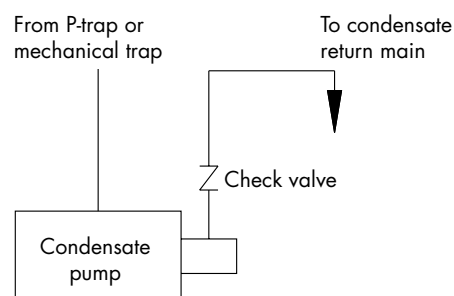 From P-trap or
mechanical trap
To condensate
return main
Check valve
Condensate
pump